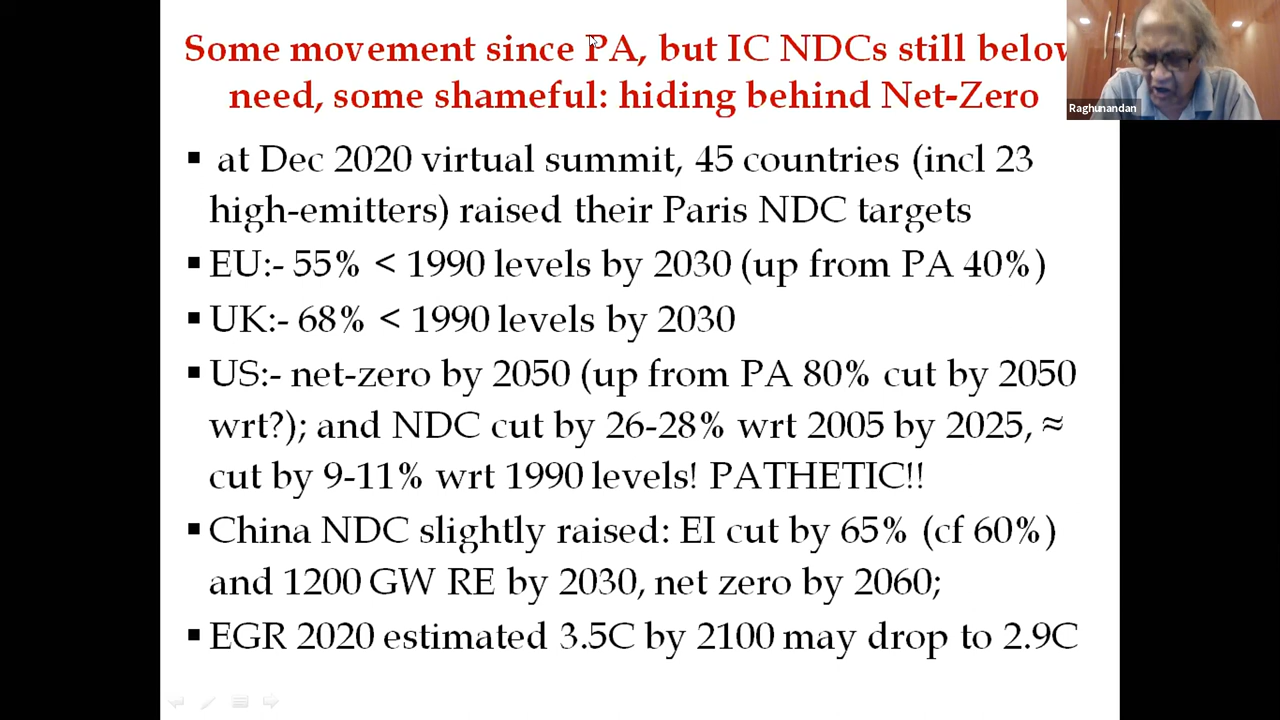 Some movement since PA, but IC NDCs still below
need, some shameful: hiding behind Net-Zero
Raghunandan
▪ at Dec 2020 virtual summit, 45 countries (incl 23
high-emitters) raised their Paris NDC targets
▪ EU:- 55% < 1990 levels by 2030 (up from PA 40%)
▪ UK:- 68% < 1990 levels by 2030
▪ US:- net-zero by 2050 (up from PA 80% cut by 2050
wrt?); and NDC cut by 26-28% wrt 2005 by 2025, ≈
cut by 9-11% wrt 1990 levels! PATHETIC!!
▪ China NDC slightly raised: EI cut by 65% (cf 60%)
and 1200 GW RE by 2030, net zero by 2060;
▪ EGR 2020 estimated 3.5C by 2100 may drop to 2.9C